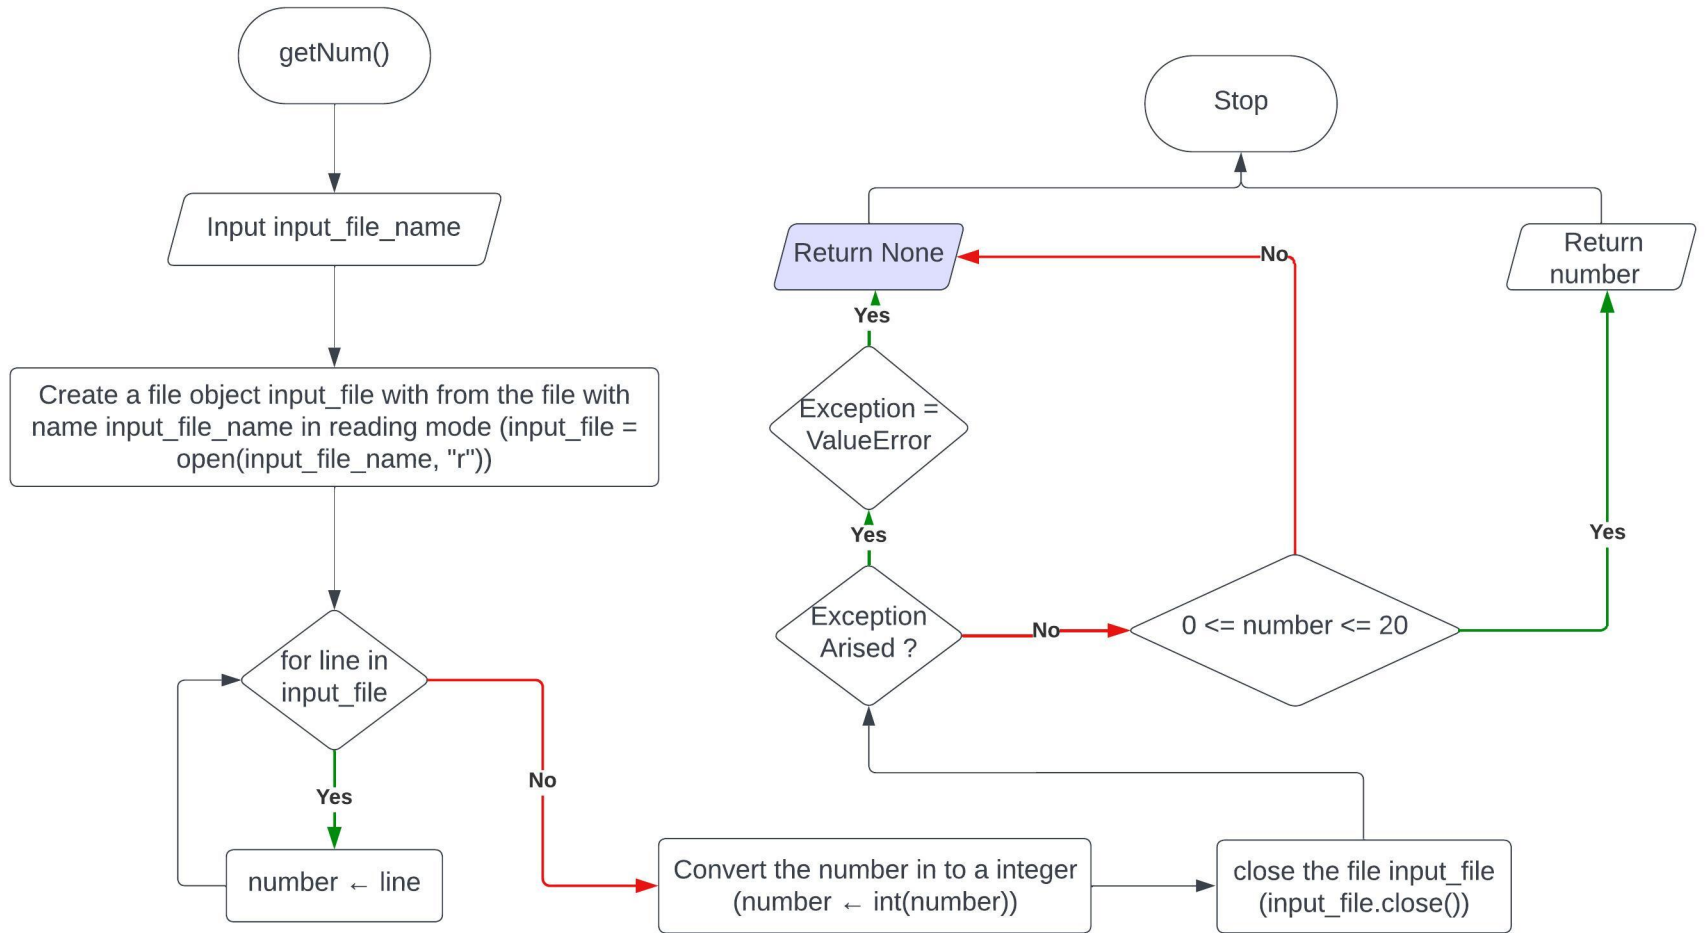 getNum()
Input input_file_name
Create a file object input_file with from the file with
name input_file_name in reading mode (input_file =
open(input_file_name, "r"))
for line in
input_file
Yes
number ← line
No
Convert the number in to a integer
(number ← int(number))
close the file input_file
(input_file.close())
Exception
Arised ?
Yes
Exception =
ValueError
Yes
Return None
No
0 <= number <= 20
No
Yes
Return
number
Stop